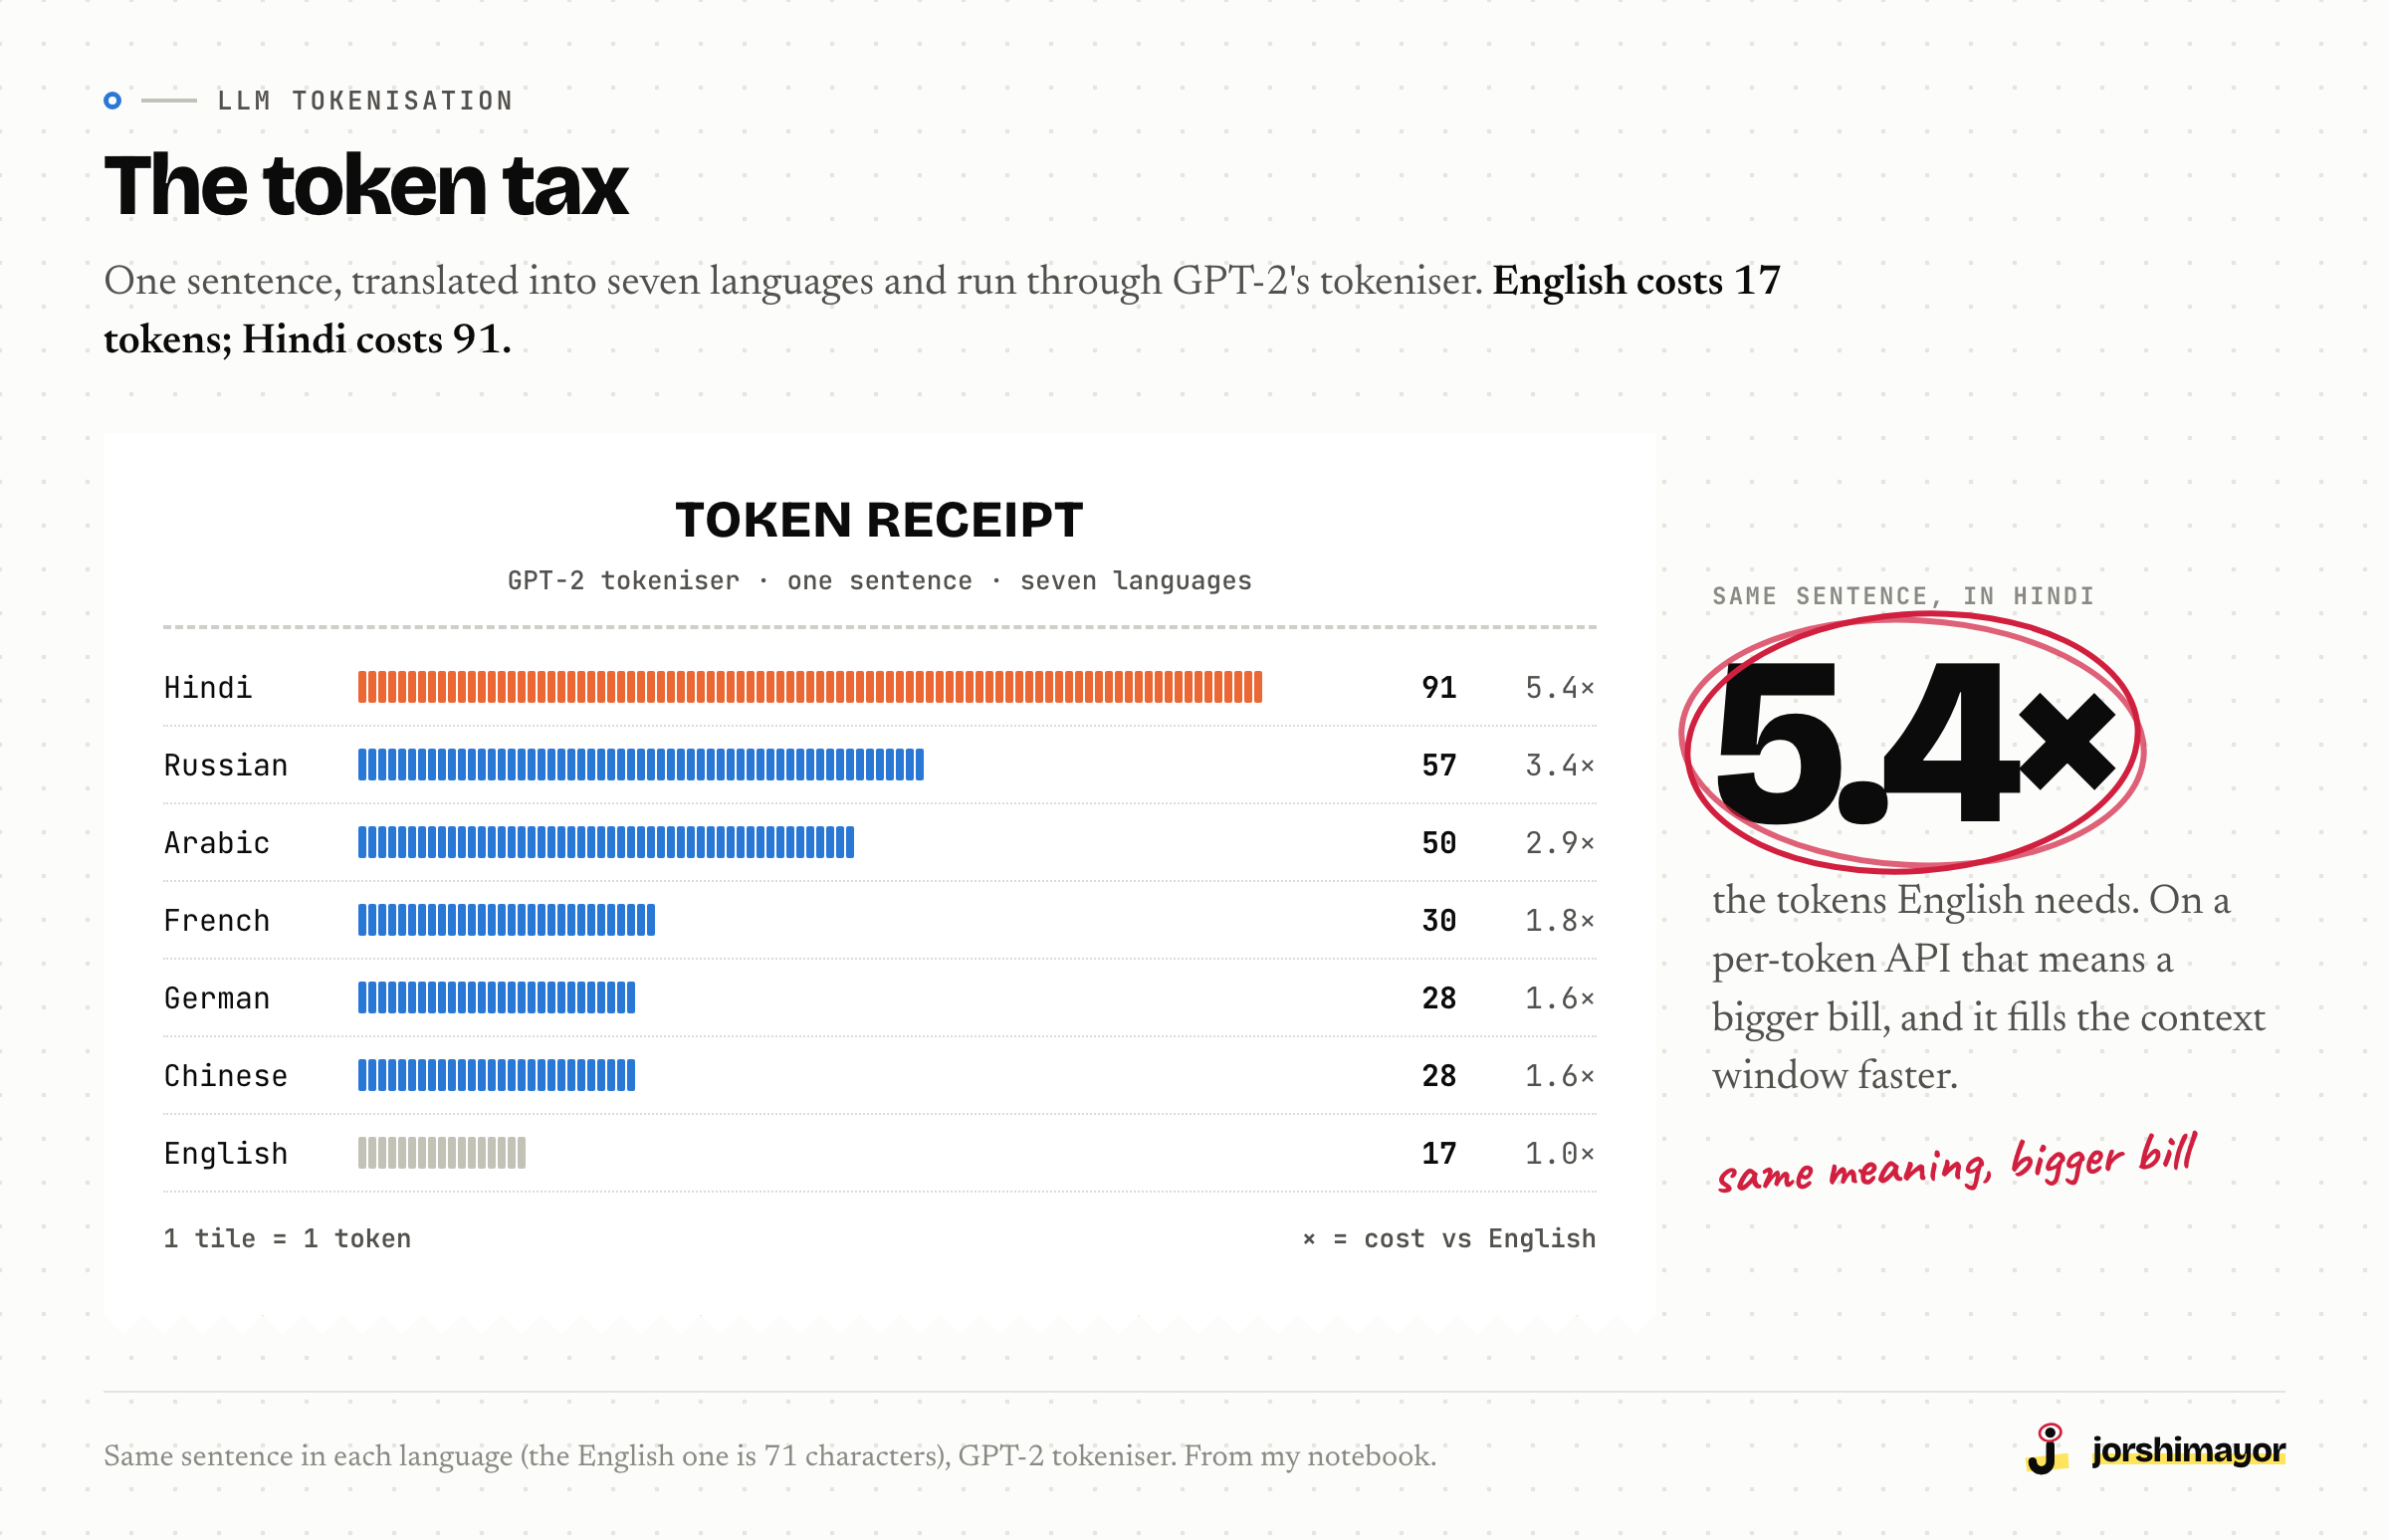 LLM TOKENISATION
The token tax
One sentence, translated into seven languages and run through GPT-2's tokeniser. English costs 17
tokens; Hindi costs 91.
TOKEN RECEIPT
GPT-2 tokeniser · one sentence · seven languages
Hindi 91 5.4×
Russian 57 3.4×
Arabic 50 2.9×
French 30 1.8×
German 28 1.6×
Chinese 28 1.6×
English 17 1.0×
1 tile = 1 token × = cost vs English
SAME SENTENCE, IN HINDI
5.4×
the tokens English needs. On a
per-token API that means a
bigger bill, and it fills the context
window faster.
same meaning, bigger bill
Same sentence in each language (the English one is 71 characters), GPT-2 tokeniser. From my notebook.
jorshimayor